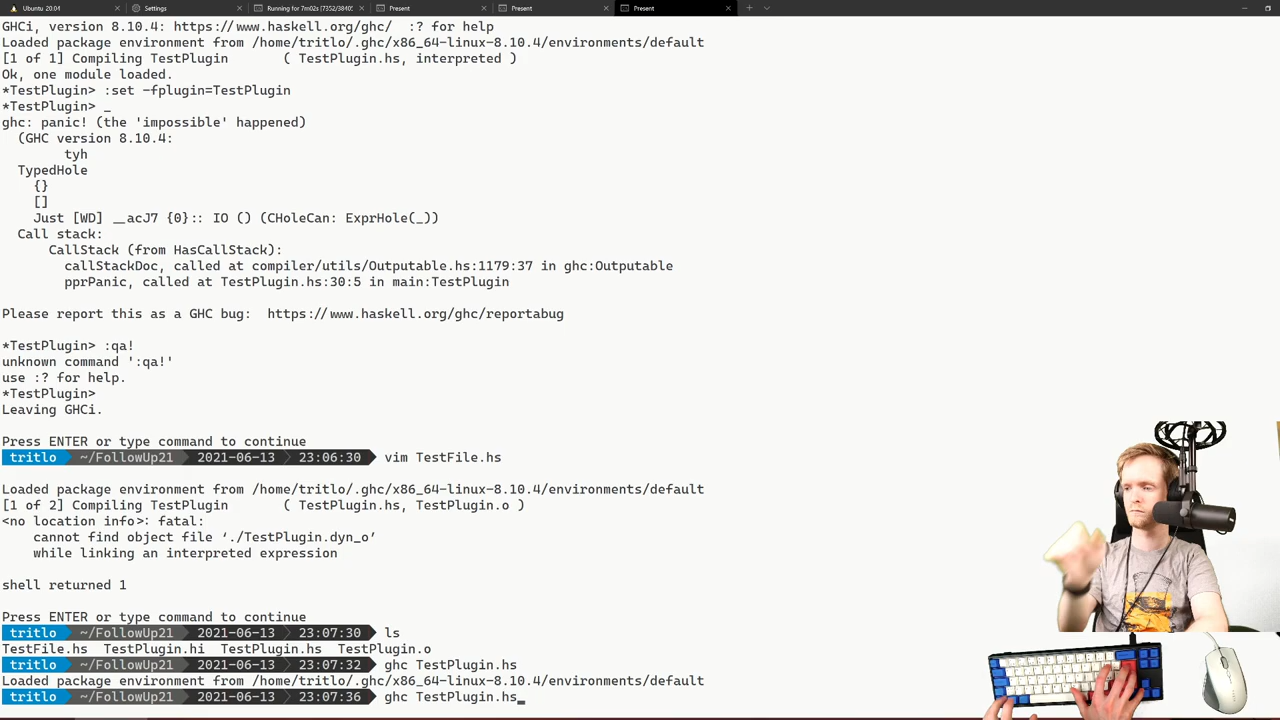 Ubuntu 20.04
Settings
Running for 7m02s
Present
Present
Present
GHCi, version 8.10.4: https://www.haskell.org/ghc/  :? for help
Loaded package environment from /home/tritlo/.ghc/x86_64-linux-8.10.4/environments/default
[1 of 1] Compiling TestPlugin       ( TestPlugin.hs, interpreted )
Ok, one module loaded.
*TestPlugin> :set -fplugin=TestPlugin
*TestPlugin> _
ghc: panic! (the 'impossible' happened)
  (GHC version 8.10.4:
        tyh
  TypedHole
    {}
    []
    Just [WD] __acJ7 {0}:: IO () (CHoleCan: ExprHole(_))
  Call stack:
      CallStack (from HasCallStack):
        callStackDoc, called at compiler/utils/Outputable.hs:1179:37 in ghc:Outputable
        pprPanic, called at TestPlugin.hs:30:5 in main:TestPlugin
Please report this as a GHC bug:  https://www.haskell.org/ghc/reportabug
*TestPlugin> :qa!
unknown command ':qa!'
use :? for help.
*TestPlugin>
Leaving GHCi.
Press ENTER or type command to continue
tritlo ~/FollowUp21 2021-06-13 23:06:30 vim TestFile.hs
Loaded package environment from /home/tritlo/.ghc/x86_64-linux-8.10.4/environments/default
[1 of 2] Compiling TestPlugin       ( TestPlugin.hs, TestPlugin.o )
<no location info>: fatal:
    cannot find object file ‘./TestPlugin.dyn_o’
    while linking an interpreted expression
shell returned 1
Press ENTER or type command to continue
tritlo ~/FollowUp21 2021-06-13 23:07:30 ls
TestFile.hs  TestPlugin.hi  TestPlugin.hs  TestPlugin.o
tritlo ~/FollowUp21 2021-06-13 23:07:32 ghc TestPlugin.hs
Loaded package environment from /home/tritlo/.ghc/x86_64-linux-8.10.4/environments/default
tritlo ~/FollowUp21 2021-06-13 23:07:36 ghc TestPlugin.hs